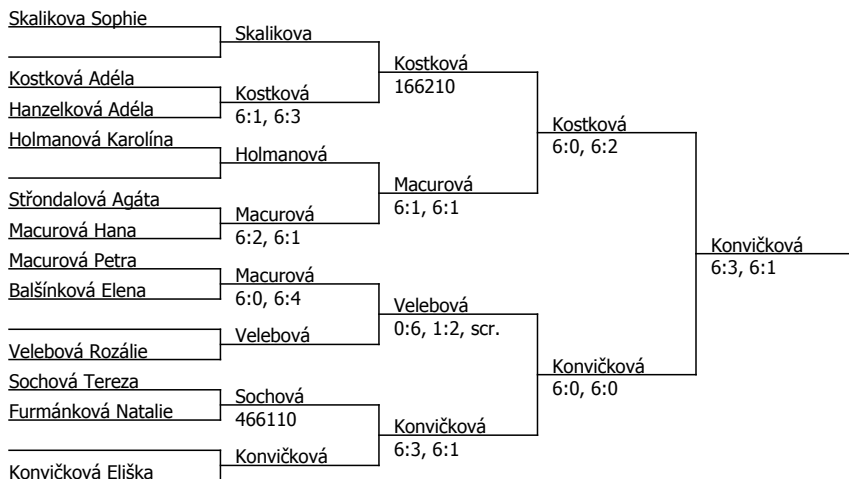 Skalikova Sophie
Kostková Adéla
Hanzelková Adéla
Holmanová Karolína
Střondalová Agáta
Macurová Hana
Macurová Petra
Balšínková Elena
Velebová Rozálie
Sochová Tereza
Furmánková Natalie
Konvičková Eliška
Skalikova
Kostková
6:1, 6:3
Holmanová
Macurová
6:2, 6:1
Macurová
6:0, 6:4
Velebová
Sochová
466110
Konvičková
Kostková
166210
Macurová
6:1, 6:1
Velebová
0:6, 1:2, scr.
Konvičková
6:3, 6:1
Kostková
6:0, 6:2
Konvičková
6:0, 6:0
Konvičková
6:3, 6:1